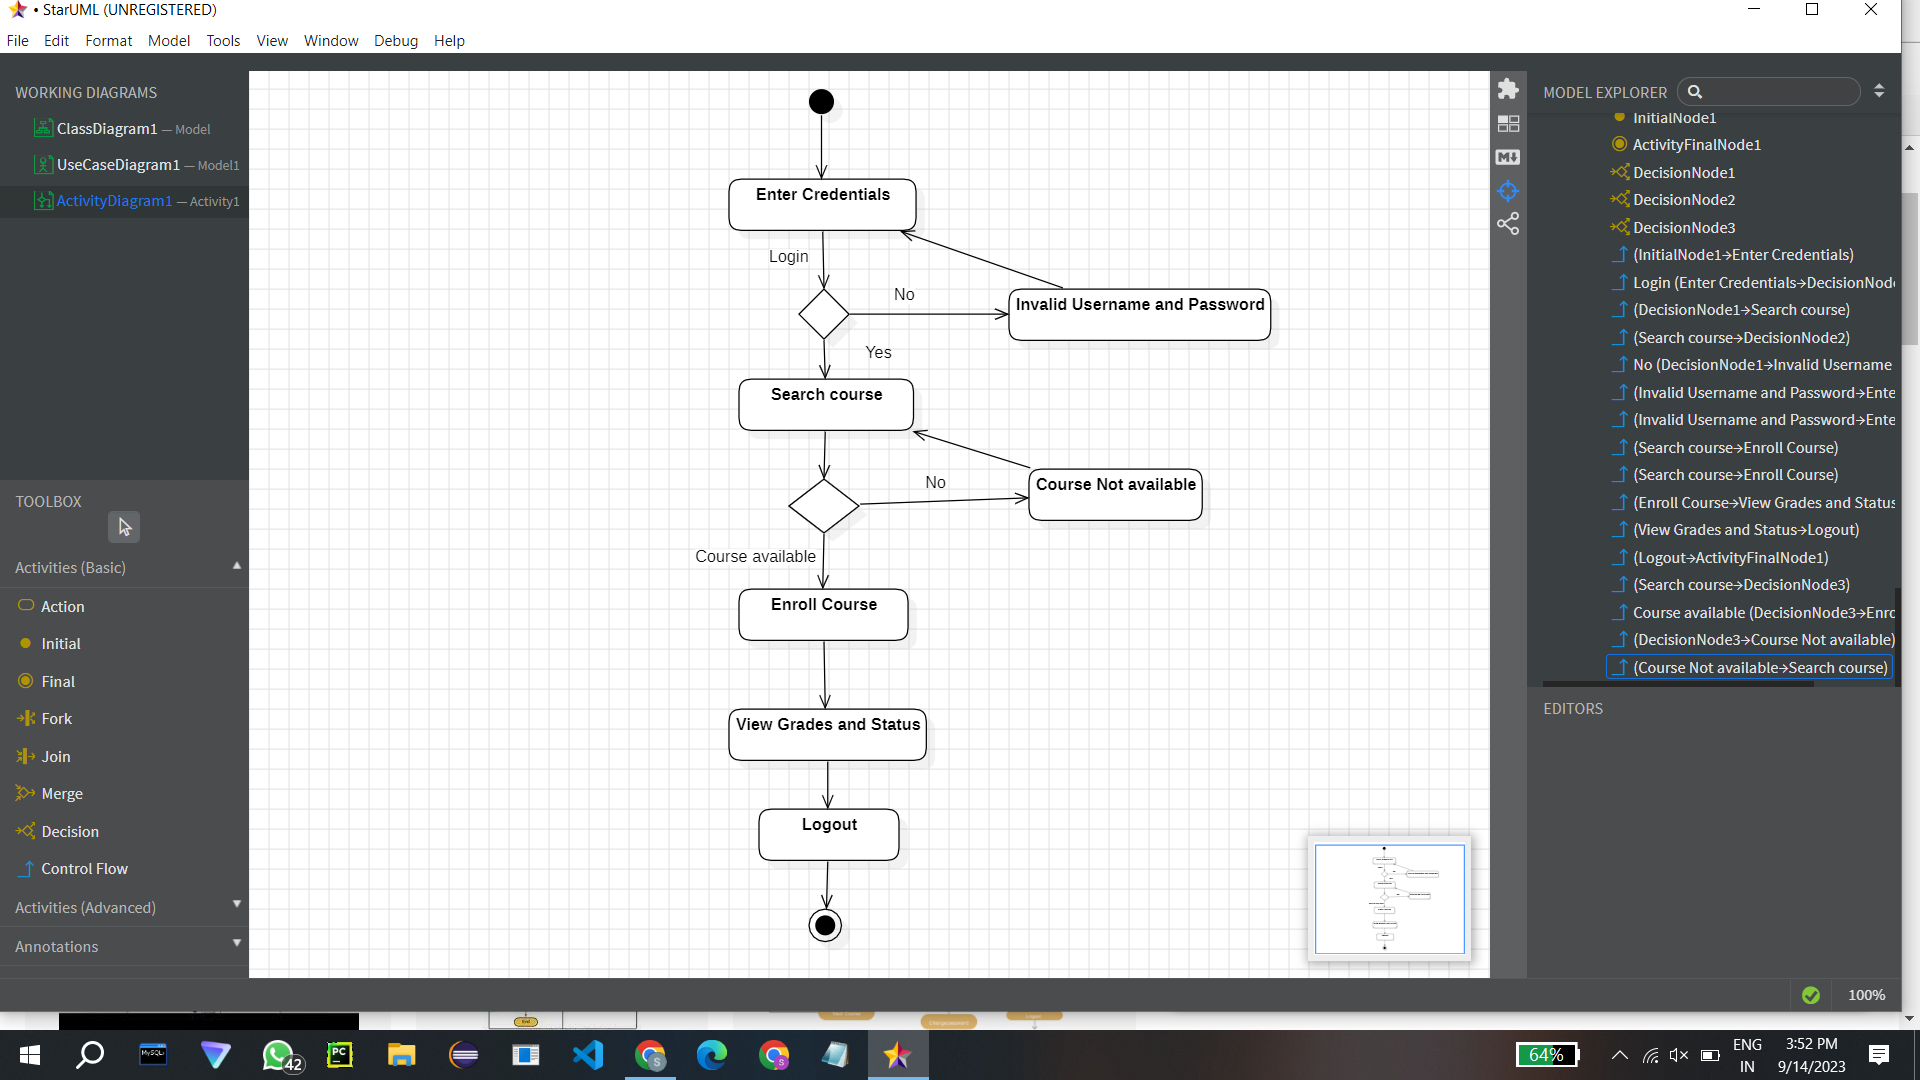 • StarUML (UNREGISTERED)
File Edit Format Model Tools View Window Debug Help
WORKING DIAGRAMS
ClassDiagram1 — Model
UseCaseDiagram1 — Model1
ActivityDiagram1 — Activity1
TOOLBOX
Activities (Basic)
Action
Initial
Final
Fork
Join
Merge
Decision
Control Flow
Activities (Advanced)
Annotations
Enter Credentials
Login
No
Invalid Username and Password
Yes
Search course
No
Course Not available
Course available
Enroll Course
View Grades and Status
Logout
MODEL EXPLORER
InitialNode1
ActivityFinalNode1
DecisionNode1
DecisionNode2
DecisionNode3
(InitialNode1→Enter Credentials)
Login (Enter Credentials→DecisionNode
(DecisionNode1→Search course)
(Search course→DecisionNode2)
No (DecisionNode1→Invalid Username
(Invalid Username and Password→Ente
(Invalid Username and Password→Ente
(Search course→Enroll Course)
(Search course→Enroll Course)
(Enroll Course→View Grades and Status
(View Grades and Status→Logout)
(Logout→ActivityFinalNode1)
(Search course→DecisionNode3)
Course available (DecisionNode3→Enro
(DecisionNode3→Course Not available)
(Course Not available→Search course)
EDITORS
100%
MySQL
42
PC
S
S
64%
ENG
IN
3:52 PM
9/14/2023